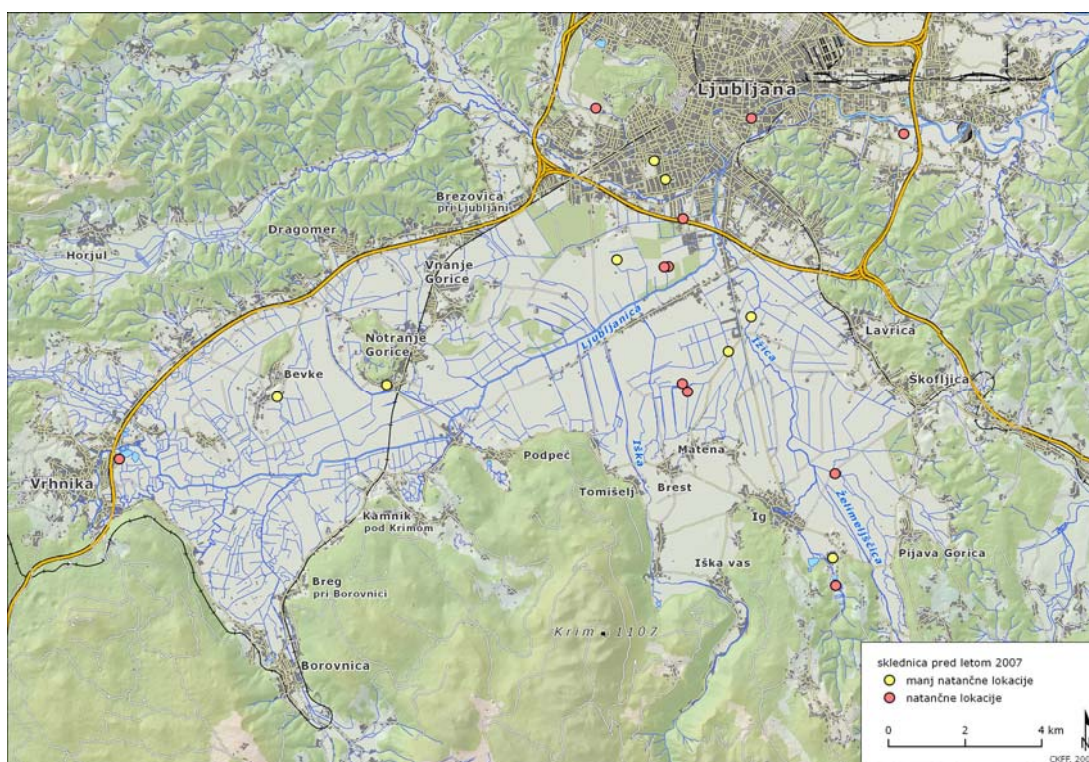 Ljubljana
Brezovica
pri Ljubljani
Dragomer
Horjul
Vnanje
Gorice
Ljubljanica
Notranje
Gorice
Ižica
Lavrica
Bevke
Škofljica
Podpeč
Iška
Matena
Vrhnika
Tomišelj
Brest
Kamnik
pod Krimom
Ig
Želimeljščica
Pijava Gorica
Breg
pri Borovnici
Iška vas
Krim 1107
Borovnica
sklednica pred letom 2007
manj natančne lokacije
natančne lokacije
0 2 4 km
N
CKFF,